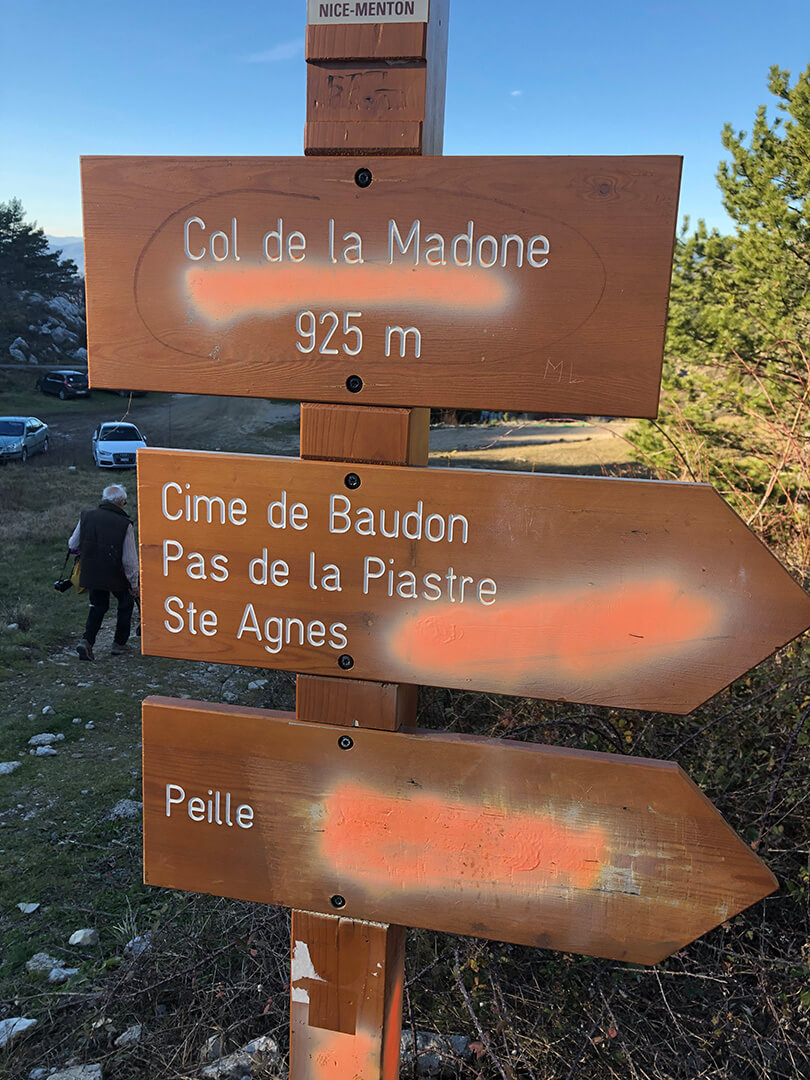 NICE-MENTON
Col de la Madone
925 m
Cime de Baudon
Pas de la Piastre
Ste Agnes
Peille